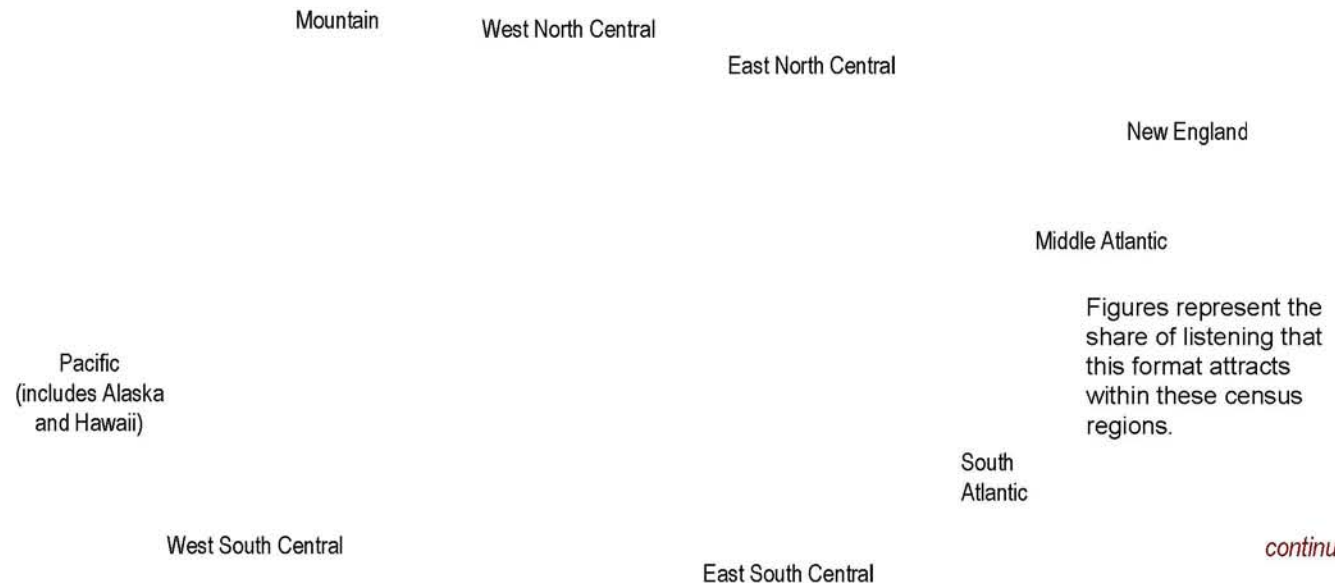 Mountain
West North Central
East North Central
New England
Middle Atlantic
Figures represent the
share of listening that
this format attracts
within these census
regions.
Pacific
(includes Alaska
and Hawaii)
South
Atlantic
West South Central
continu
East South Central